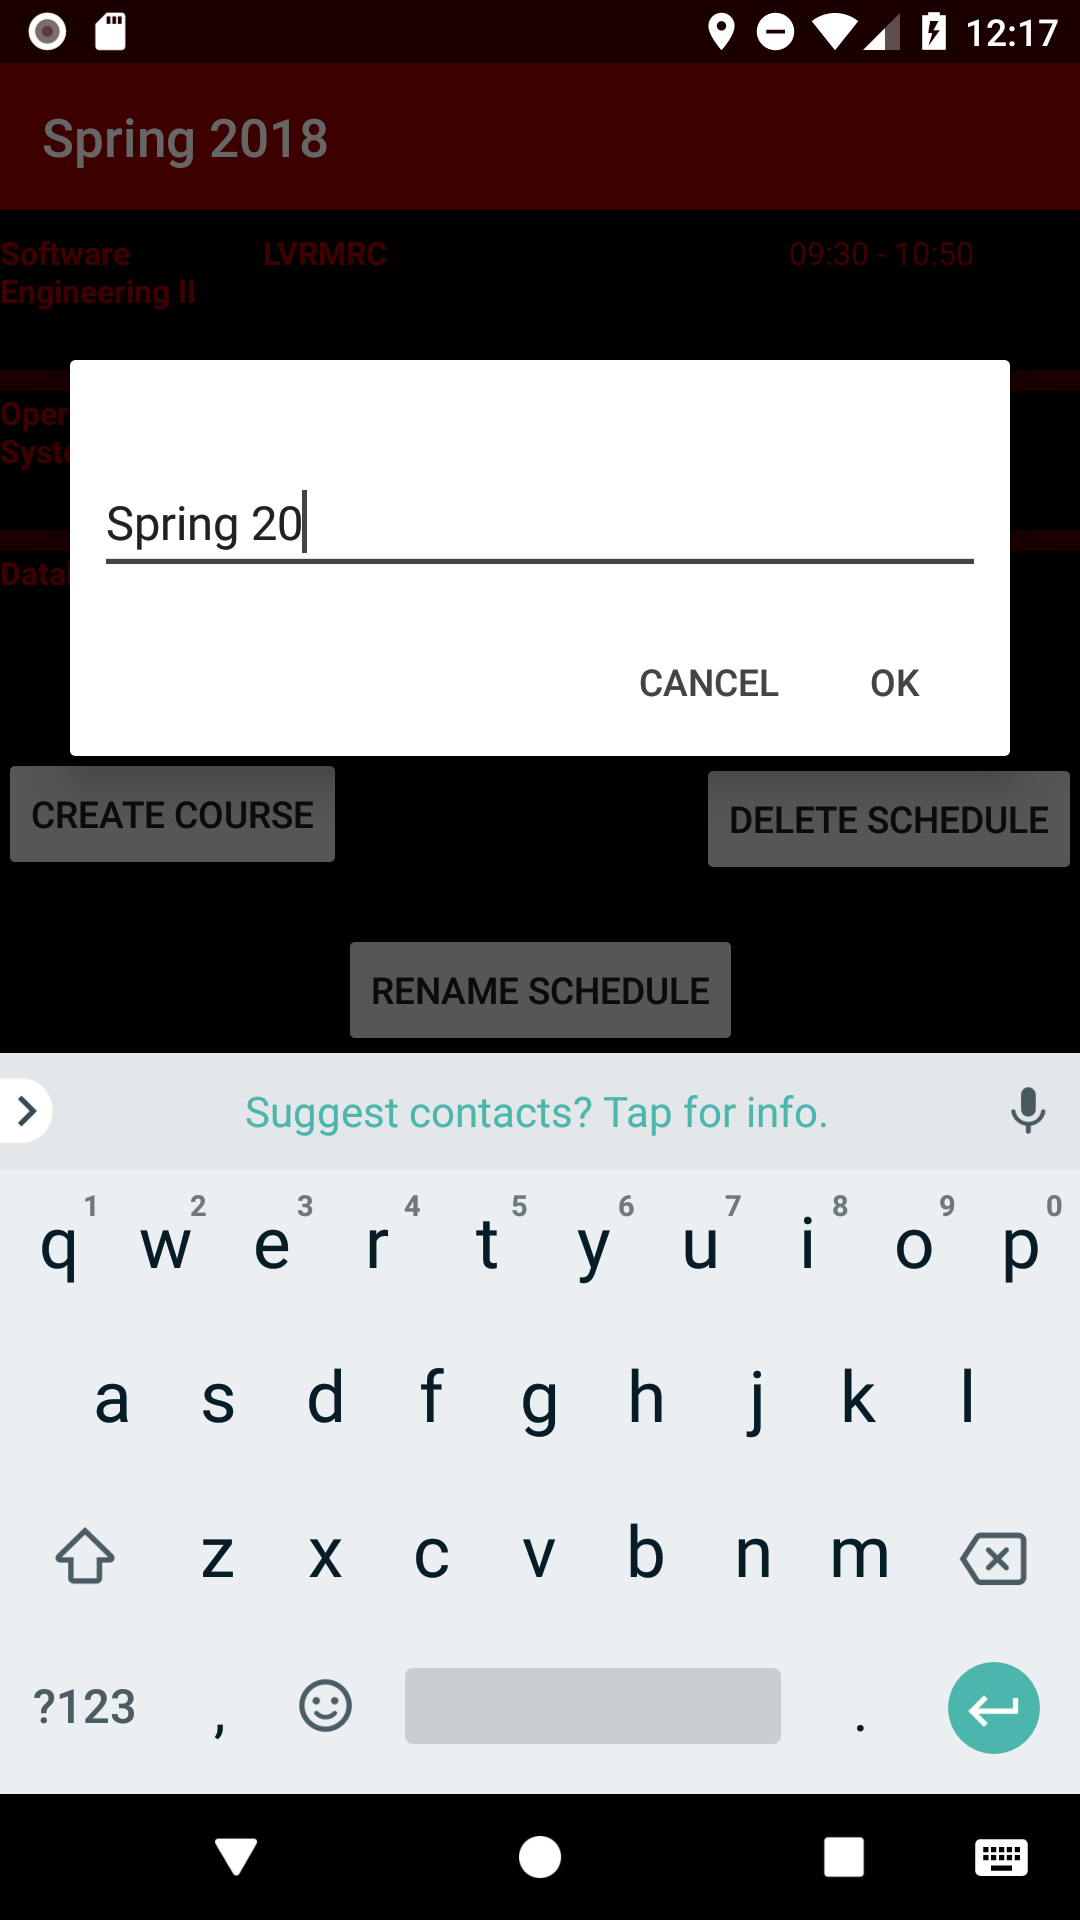 12:17
Spring 2018
Software LVRMRC 09:30 - 10:50
Engineering II
Oper
Syste
Spring 20
Data
CANCEL OK
CREATE COURSE DELETE SCHEDULE
RENAME SCHEDULE
Suggest contacts? Tap for info.
1 2 3 4 5 6 7 8 9 0
q w e r t y u i o p
a s d f g h j k l
z x c v b n m
?123 , .